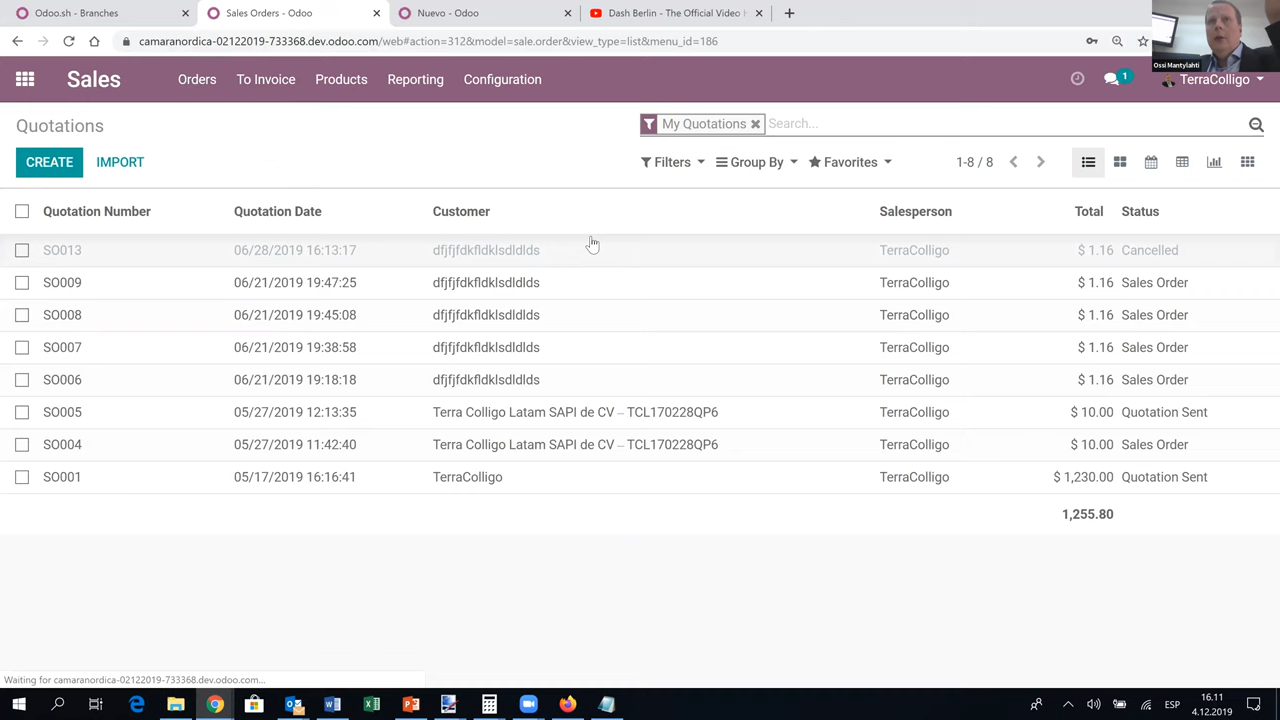 Odoo.sh - Branches
Sales Orders - Odoo
Nuevo - Odoo
Dash Berlin - The Official Video H
camaranordica-02122019-733368.dev.odoo.com/web#action=312&model=sale.order&view_type=list&menu_id=186
Ossi Mantylahti
Sales Orders To Invoice Products Reporting Configuration 1 TerraColligo
Quotations My Quotations Search...
CREATE IMPORT Filters Group By Favorites 1-8 / 8
Quotation Number Quotation Date Customer Salesperson Total Status
SO013 06/28/2019 16:13:17 dfjfjfdkfldklsdldlds TerraColligo $ 1.16 Cancelled
SO009 06/21/2019 19:47:25 dfjfjfdkfldklsdldlds TerraColligo $ 1.16 Sales Order
SO008 06/21/2019 19:45:08 dfjfjfdkfldklsdldlds TerraColligo $ 1.16 Sales Order
SO007 06/21/2019 19:38:58 dfjfjfdkfldklsdldlds TerraColligo $ 1.16 Sales Order
SO006 06/21/2019 19:18:18 dfjfjfdkfldklsdldlds TerraColligo $ 1.16 Sales Order
SO005 05/27/2019 12:13:35 Terra Colligo Latam SAPI de CV – TCL170228QP6 TerraColligo $ 10.00 Quotation Sent
SO004 05/27/2019 11:42:40 Terra Colligo Latam SAPI de CV – TCL170228QP6 TerraColligo $ 10.00 Sales Order
SO001 05/17/2019 16:16:41 TerraColligo TerraColligo $ 1,230.00 Quotation Sent
1,255.80
Waiting for camaranordica-02122019-733368.dev.odoo.com...
ESP
16.11
4.12.2019